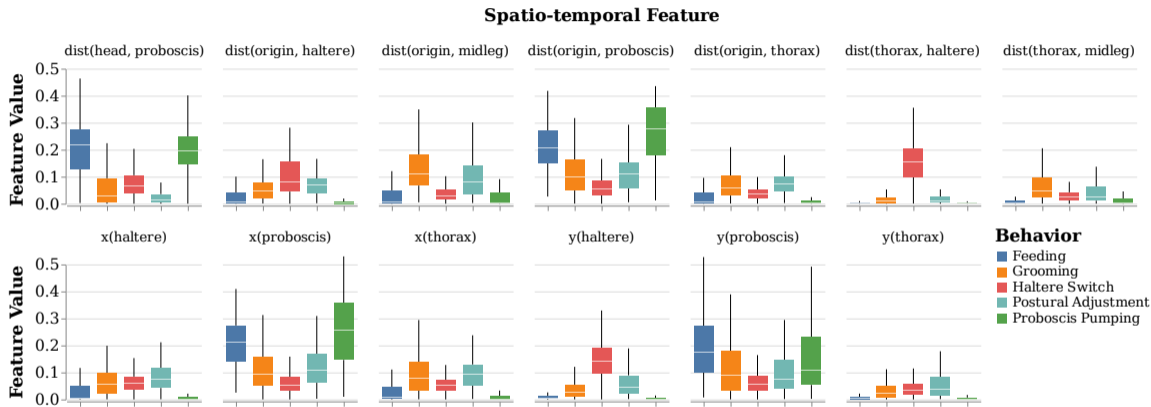 Spatio-temporal Feature
dist(head, proboscis) dist(origin, haltere) dist(origin, midleg) dist(origin, proboscis) dist(origin, thorax) dist(thorax, haltere) dist(thorax, midleg)
Feature Value
0.5
0.4
0.3
0.2
0.1
0.0
x(haltere) x(proboscis) x(thorax) y(haltere) y(proboscis) y(thorax)
Feature Value
0.5
0.4
0.3
0.2
0.1
0.0
Behavior
Feeding
Grooming
Haltere Switch
Postural Adjustment
Proboscis Pumping